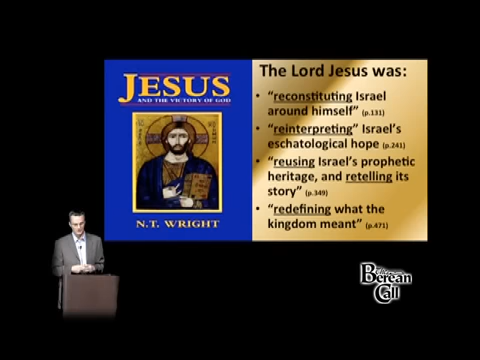 JESUS
AND THE VICTORY OF GOD
N.T. WRIGHT
The Lord Jesus was:
• “reconstituting Israel
around himself” (p.131)
• “reinterpreting” Israel’s
eschatological hope (p.241)
• “reusing Israel’s prophetic
heritage, and retelling its
story” (p.349)
• “redefining what the
kingdom meant” (p.471)
Berean
Call